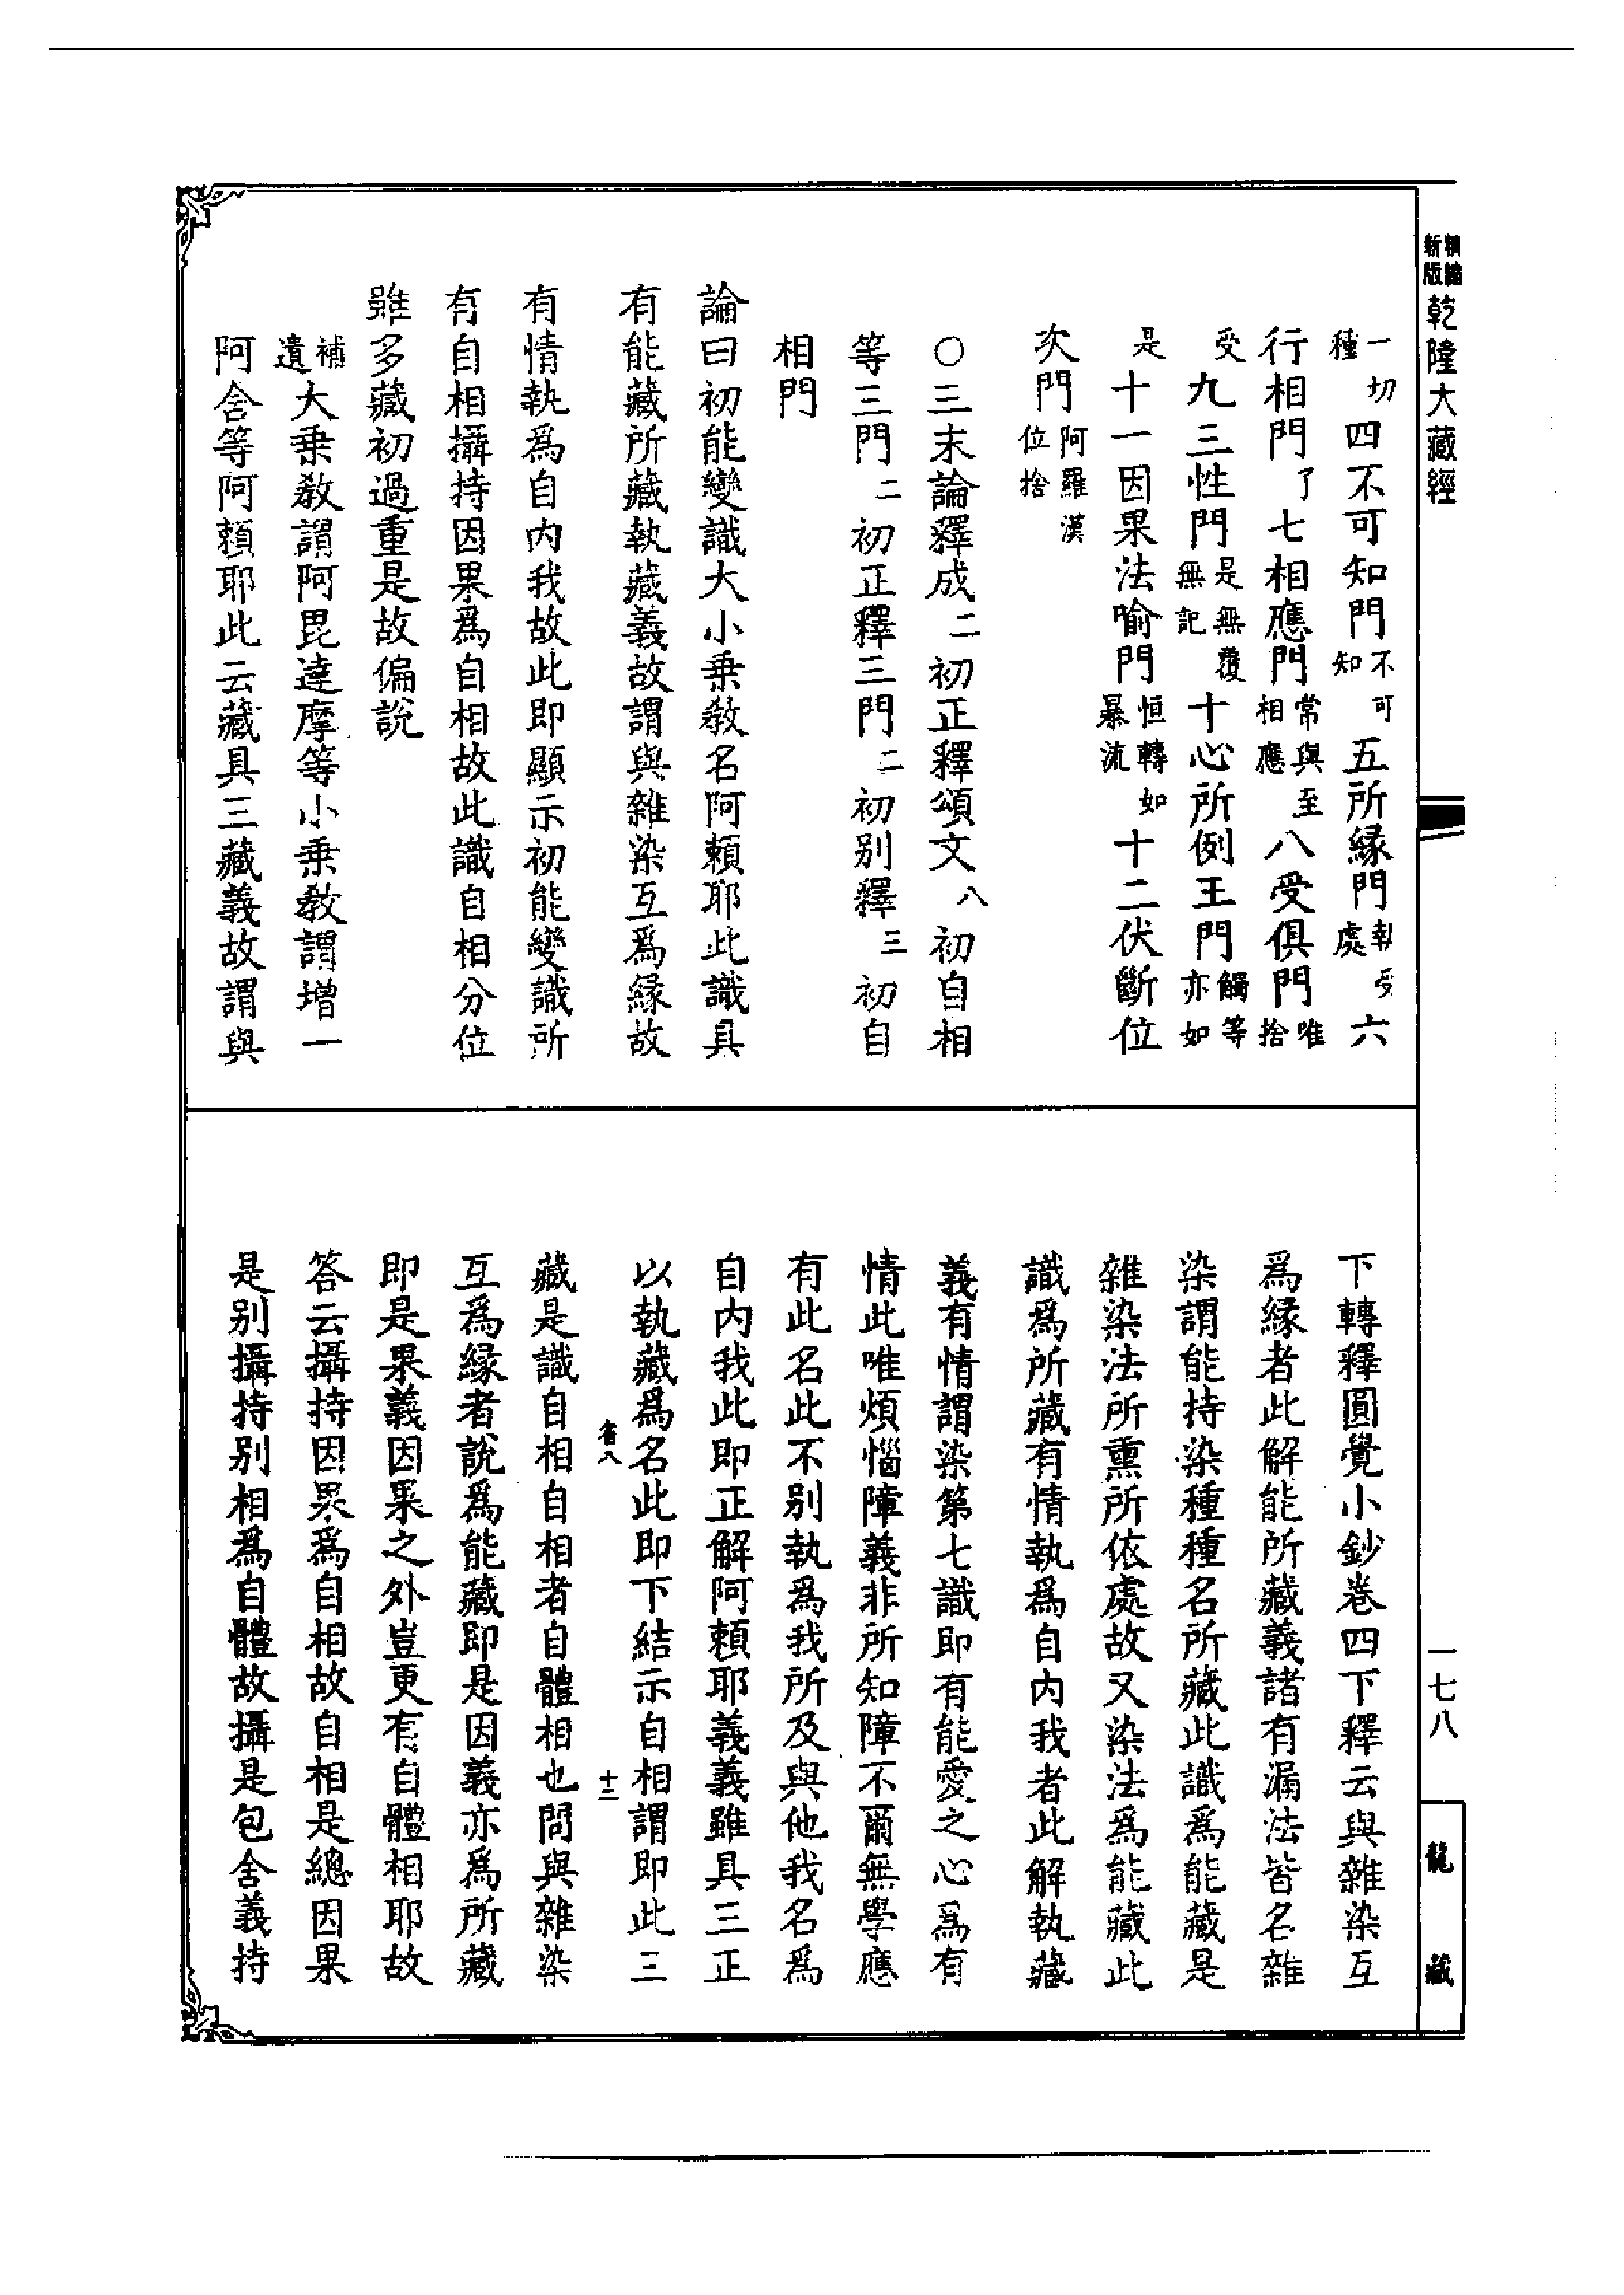 精縮新版乾隆大藏經
一切種四不可知門不可知五所緣門執受處六
行相門了七相應門常與至相應八受俱門唯捨
受九三性門是無覆無記十心所例王門觸等亦如
是十一因果法喻門恒轉如暴流十二伏斷位
次門阿羅漢位捨
○三末論釋成二初正釋頌文八初自相
等三門二初正釋三門二初別釋三初自
相門
論曰初能變識大小乗教名阿賴耶此識具
有能藏所藏執藏義故謂與雜染互爲緣故
有情執爲自內我故此即顯示初能變識所
有自相攝持因果爲自相故此識自相分位
雖多藏初過重是故偏說
補遺大乗教謂阿毘達摩等小乗教謂增一
阿含等阿賴耶此云藏具三藏義故謂與
下轉釋圓覺小鈔卷四下釋云與雜染互
爲緣者此解能所藏義諸有漏法皆名雜
染謂能持染種種名所藏此識爲能藏是
雜染法所熏所依處故又染法爲能藏此
識爲所藏有情執爲自內我者此解執藏
義有情謂染第七識即有能愛之心爲有
情此唯煩惱障義非所知障不爾無學應
有此名此不別執爲我所及與他我名爲
自內我此即正解阿賴耶義義雖具三正
以執藏爲名此即下結示自相謂即此三
藏是識自相自相者自體相也問與雜染
互爲緣者說爲能藏即是因義亦爲所藏
即是果義因果之外豈更有自體相耶故
答云攝持因果爲自相故自相是總因果
是別攝持別相爲自體故攝是包含義持
八
十二
一七八
龍藏